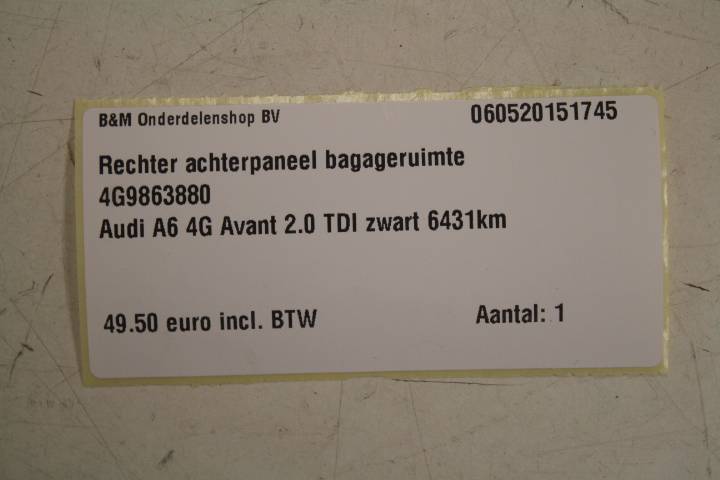 B&M Onderdelenshop BV 060520151745
Rechter achterpaneel bagageruimte
4G9863880
Audi A6 4G Avant 2.0 TDI zwart 6431km
49.50 euro incl. BTW Aantal: 1